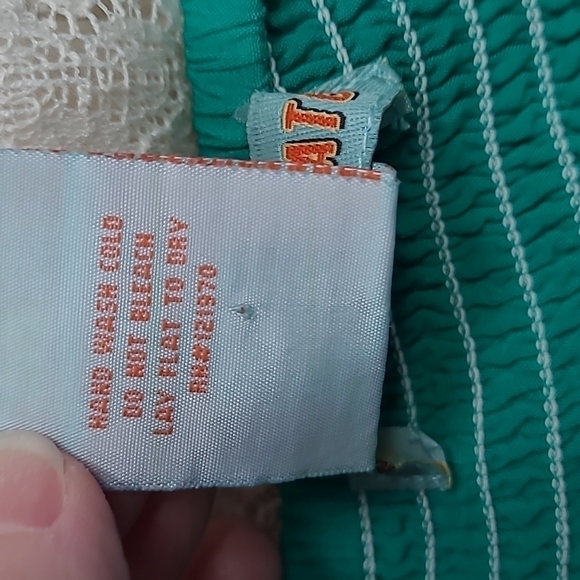 HAND WASH COLD
DO NOT BLEACH
LAY FLAT TO DRY
RN#121970